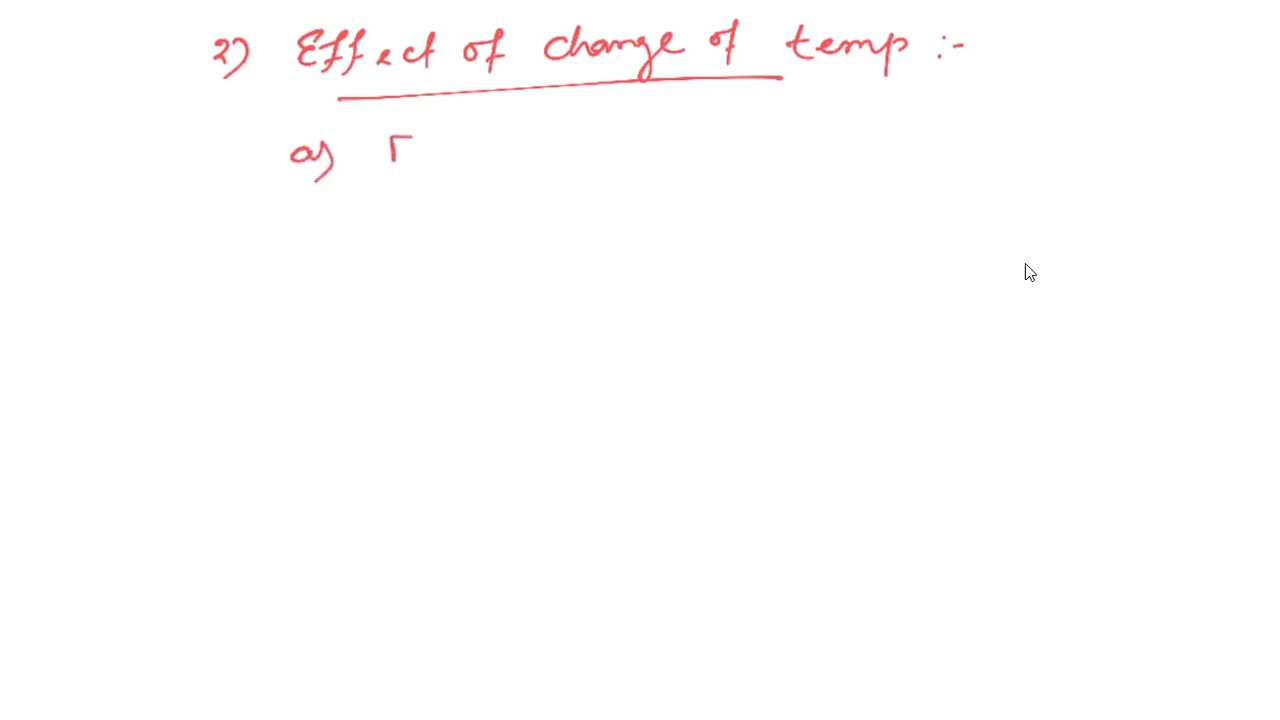 2) Effect of change of temp :-
a)